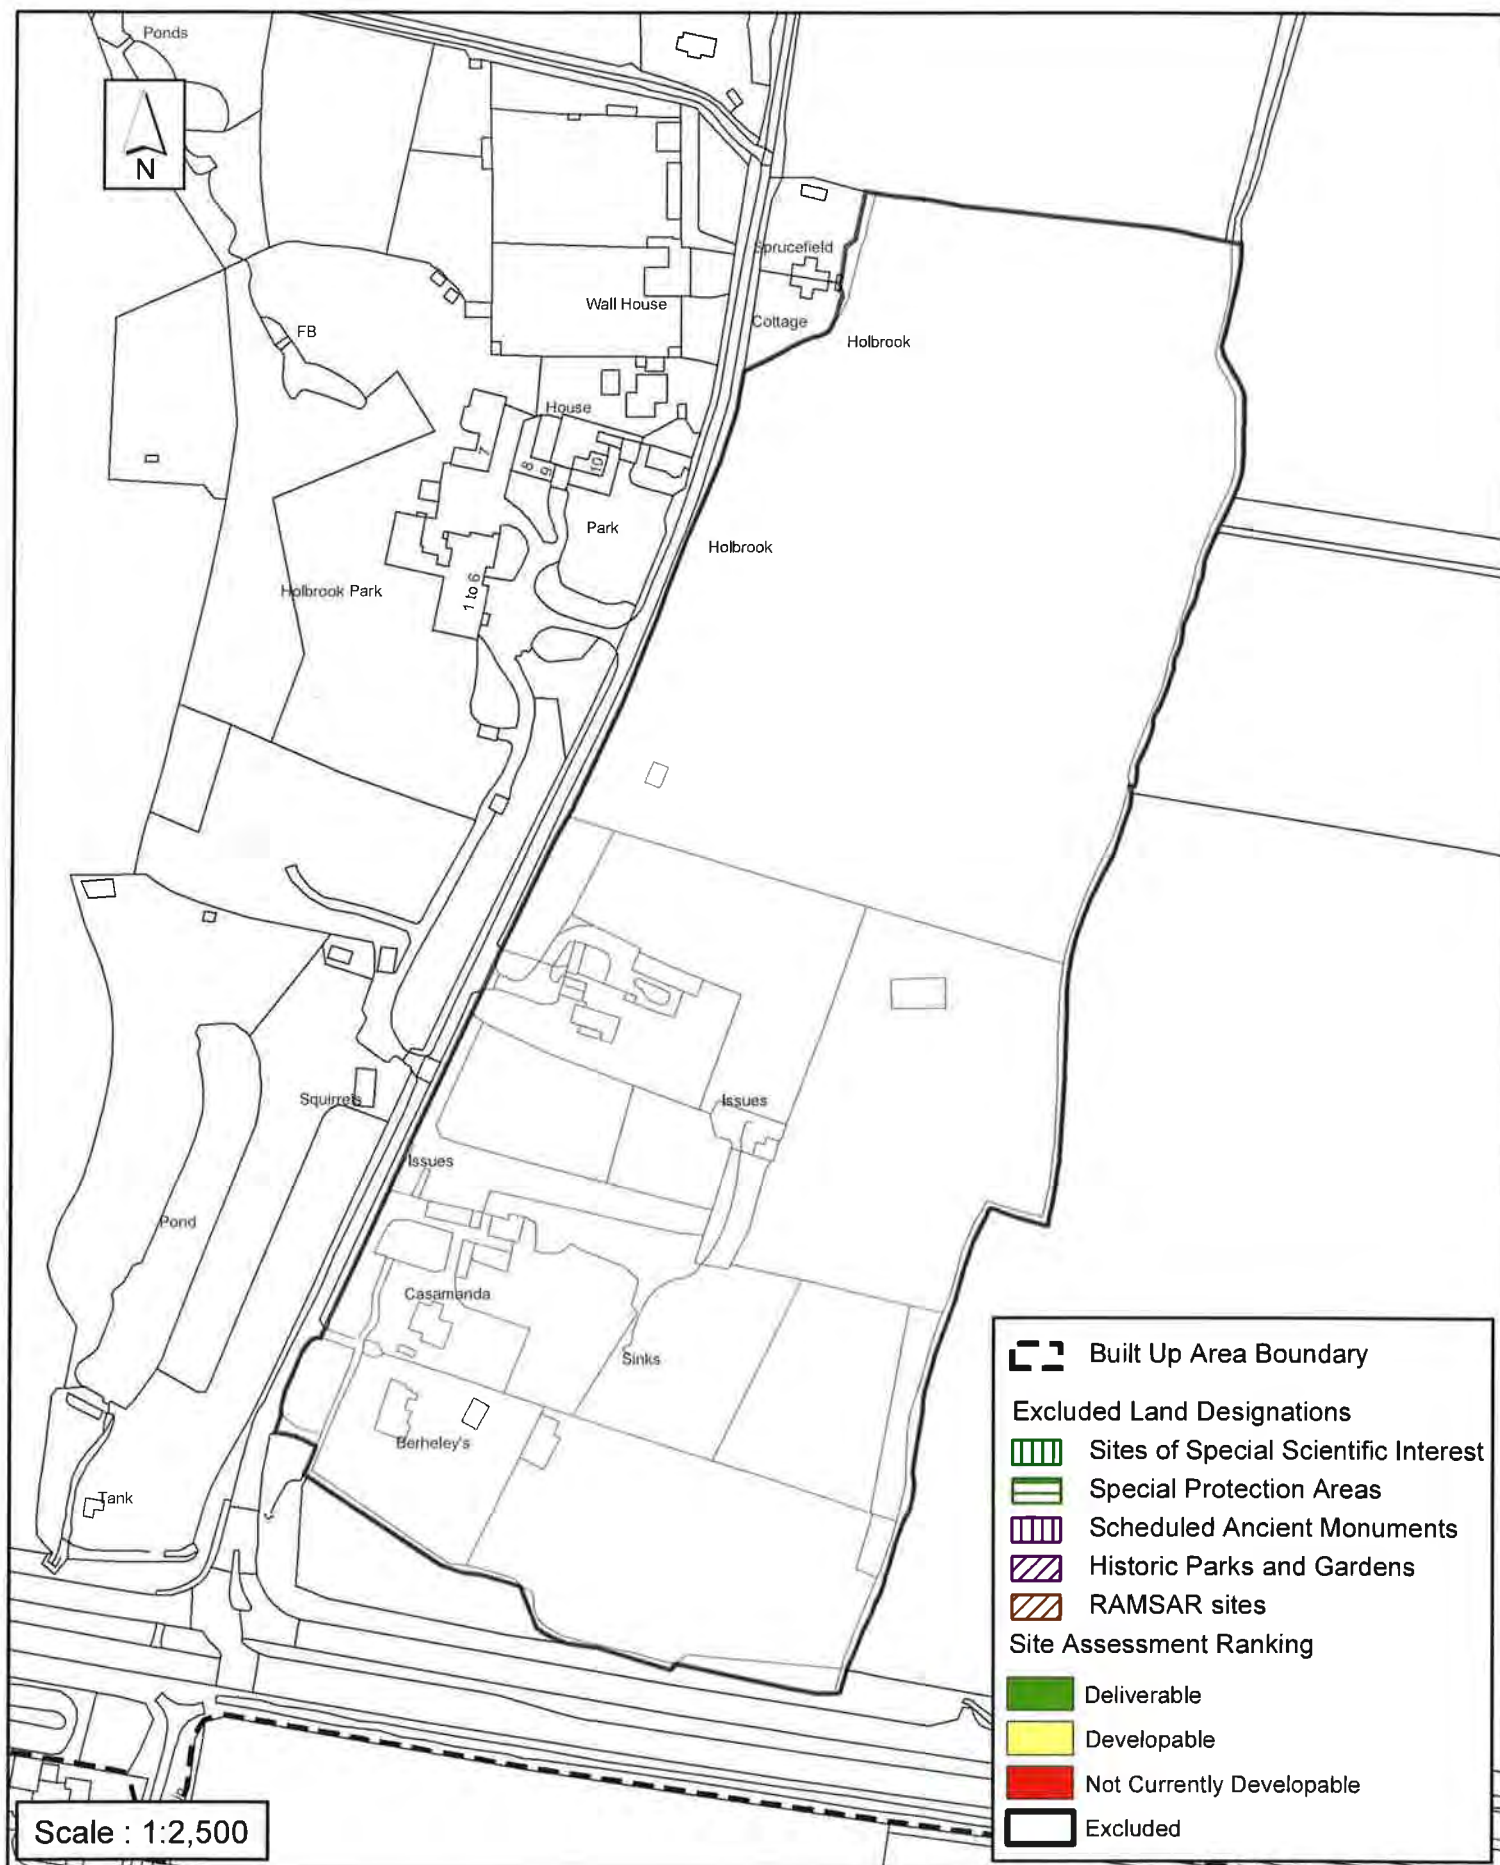 Ponds
N
Sprucefield
Wall House
Cottage
FB
Holbrook
House
7
8
9
10
Park
Holbrook
Holbrook Park
1 to 6
Squirrels
Issues
Issues
Pond
Casamanda
Sinks
Berheley's
Tank
Built Up Area Boundary
Excluded Land Designations
Sites of Special Scientific Interest
Special Protection Areas
Scheduled Ancient Monuments
Historic Parks and Gardens
RAMSAR sites
Site Assessment Ranking
Deliverable
Developable
Not Currently Developable
Excluded
Scale : 1:2,500